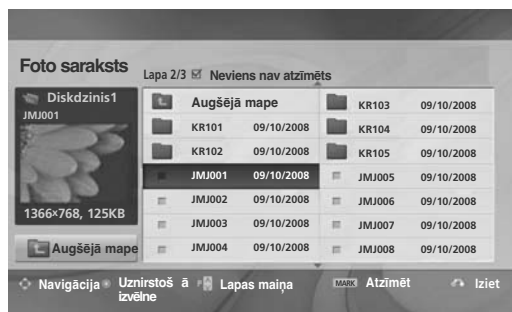 Foto saraksts
Lapa 2/3 Neviens nav atzīmēts
Diskdzinis1
JMJ001
1366×768, 125KB
Augšējā mape
Augšējā mape
KR101 09/10/2008
KR102 09/10/2008
JMJ001 09/10/2008
JMJ002 09/10/2008
JMJ003 09/10/2008
JMJ004 09/10/2008
KR103 09/10/2008
KR104 09/10/2008
KR105 09/10/2008
JMJ005 09/10/2008
JMJ006 09/10/2008
JMJ007 09/10/2008
JMJ008 09/10/2008
Navigācija
Uznirstoš ā
izvēlne
Lapas maiņa
MARK Atzīmēt
Iziet